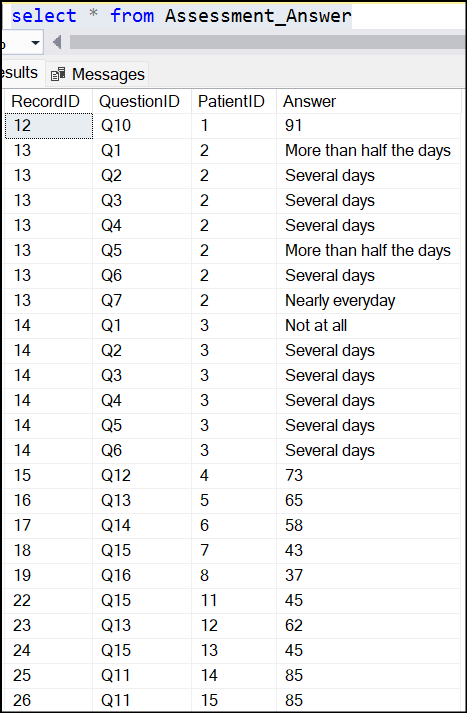 select * from Assessment_Answer
esults Messages
RecordID QuestionID PatientID Answer
12 Q10 1 91
13 Q1 2 More than half the days
13 Q2 2 Several days
13 Q3 2 Several days
13 Q4 2 Several days
13 Q5 2 More than half the days
13 Q6 2 Several days
13 Q7 2 Nearly everyday
14 Q1 3 Not at all
14 Q2 3 Several days
14 Q3 3 Several days
14 Q4 3 Several days
14 Q5 3 Several days
14 Q6 3 Several days
15 Q12 4 73
16 Q13 5 65
17 Q14 6 58
18 Q15 7 43
19 Q16 8 37
22 Q15 11 45
23 Q13 12 62
24 Q15 13 45
25 Q11 14 85
26 Q11 15 85